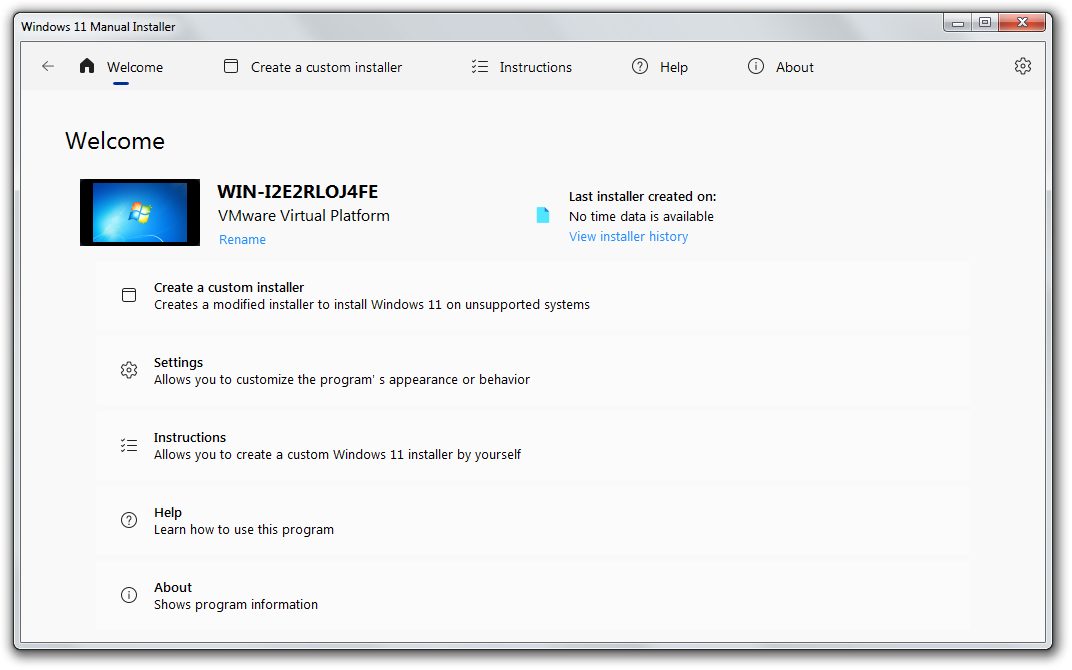 Windows 11 Manual Installer
Welcome
Create a custom installer
Instructions
Help
About
Welcome
WIN-I2E2RLOJ4FE
VMware Virtual Platform
Rename
Last installer created on:
No time data is available
View installer history
Create a custom installer
Creates a modified installer to install Windows 11 on unsupported systems
Settings
Allows you to customize the program' s appearance or behavior
Instructions
Allows you to create a custom Windows 11 installer by yourself
Help
Learn how to use this program
About
Shows program information